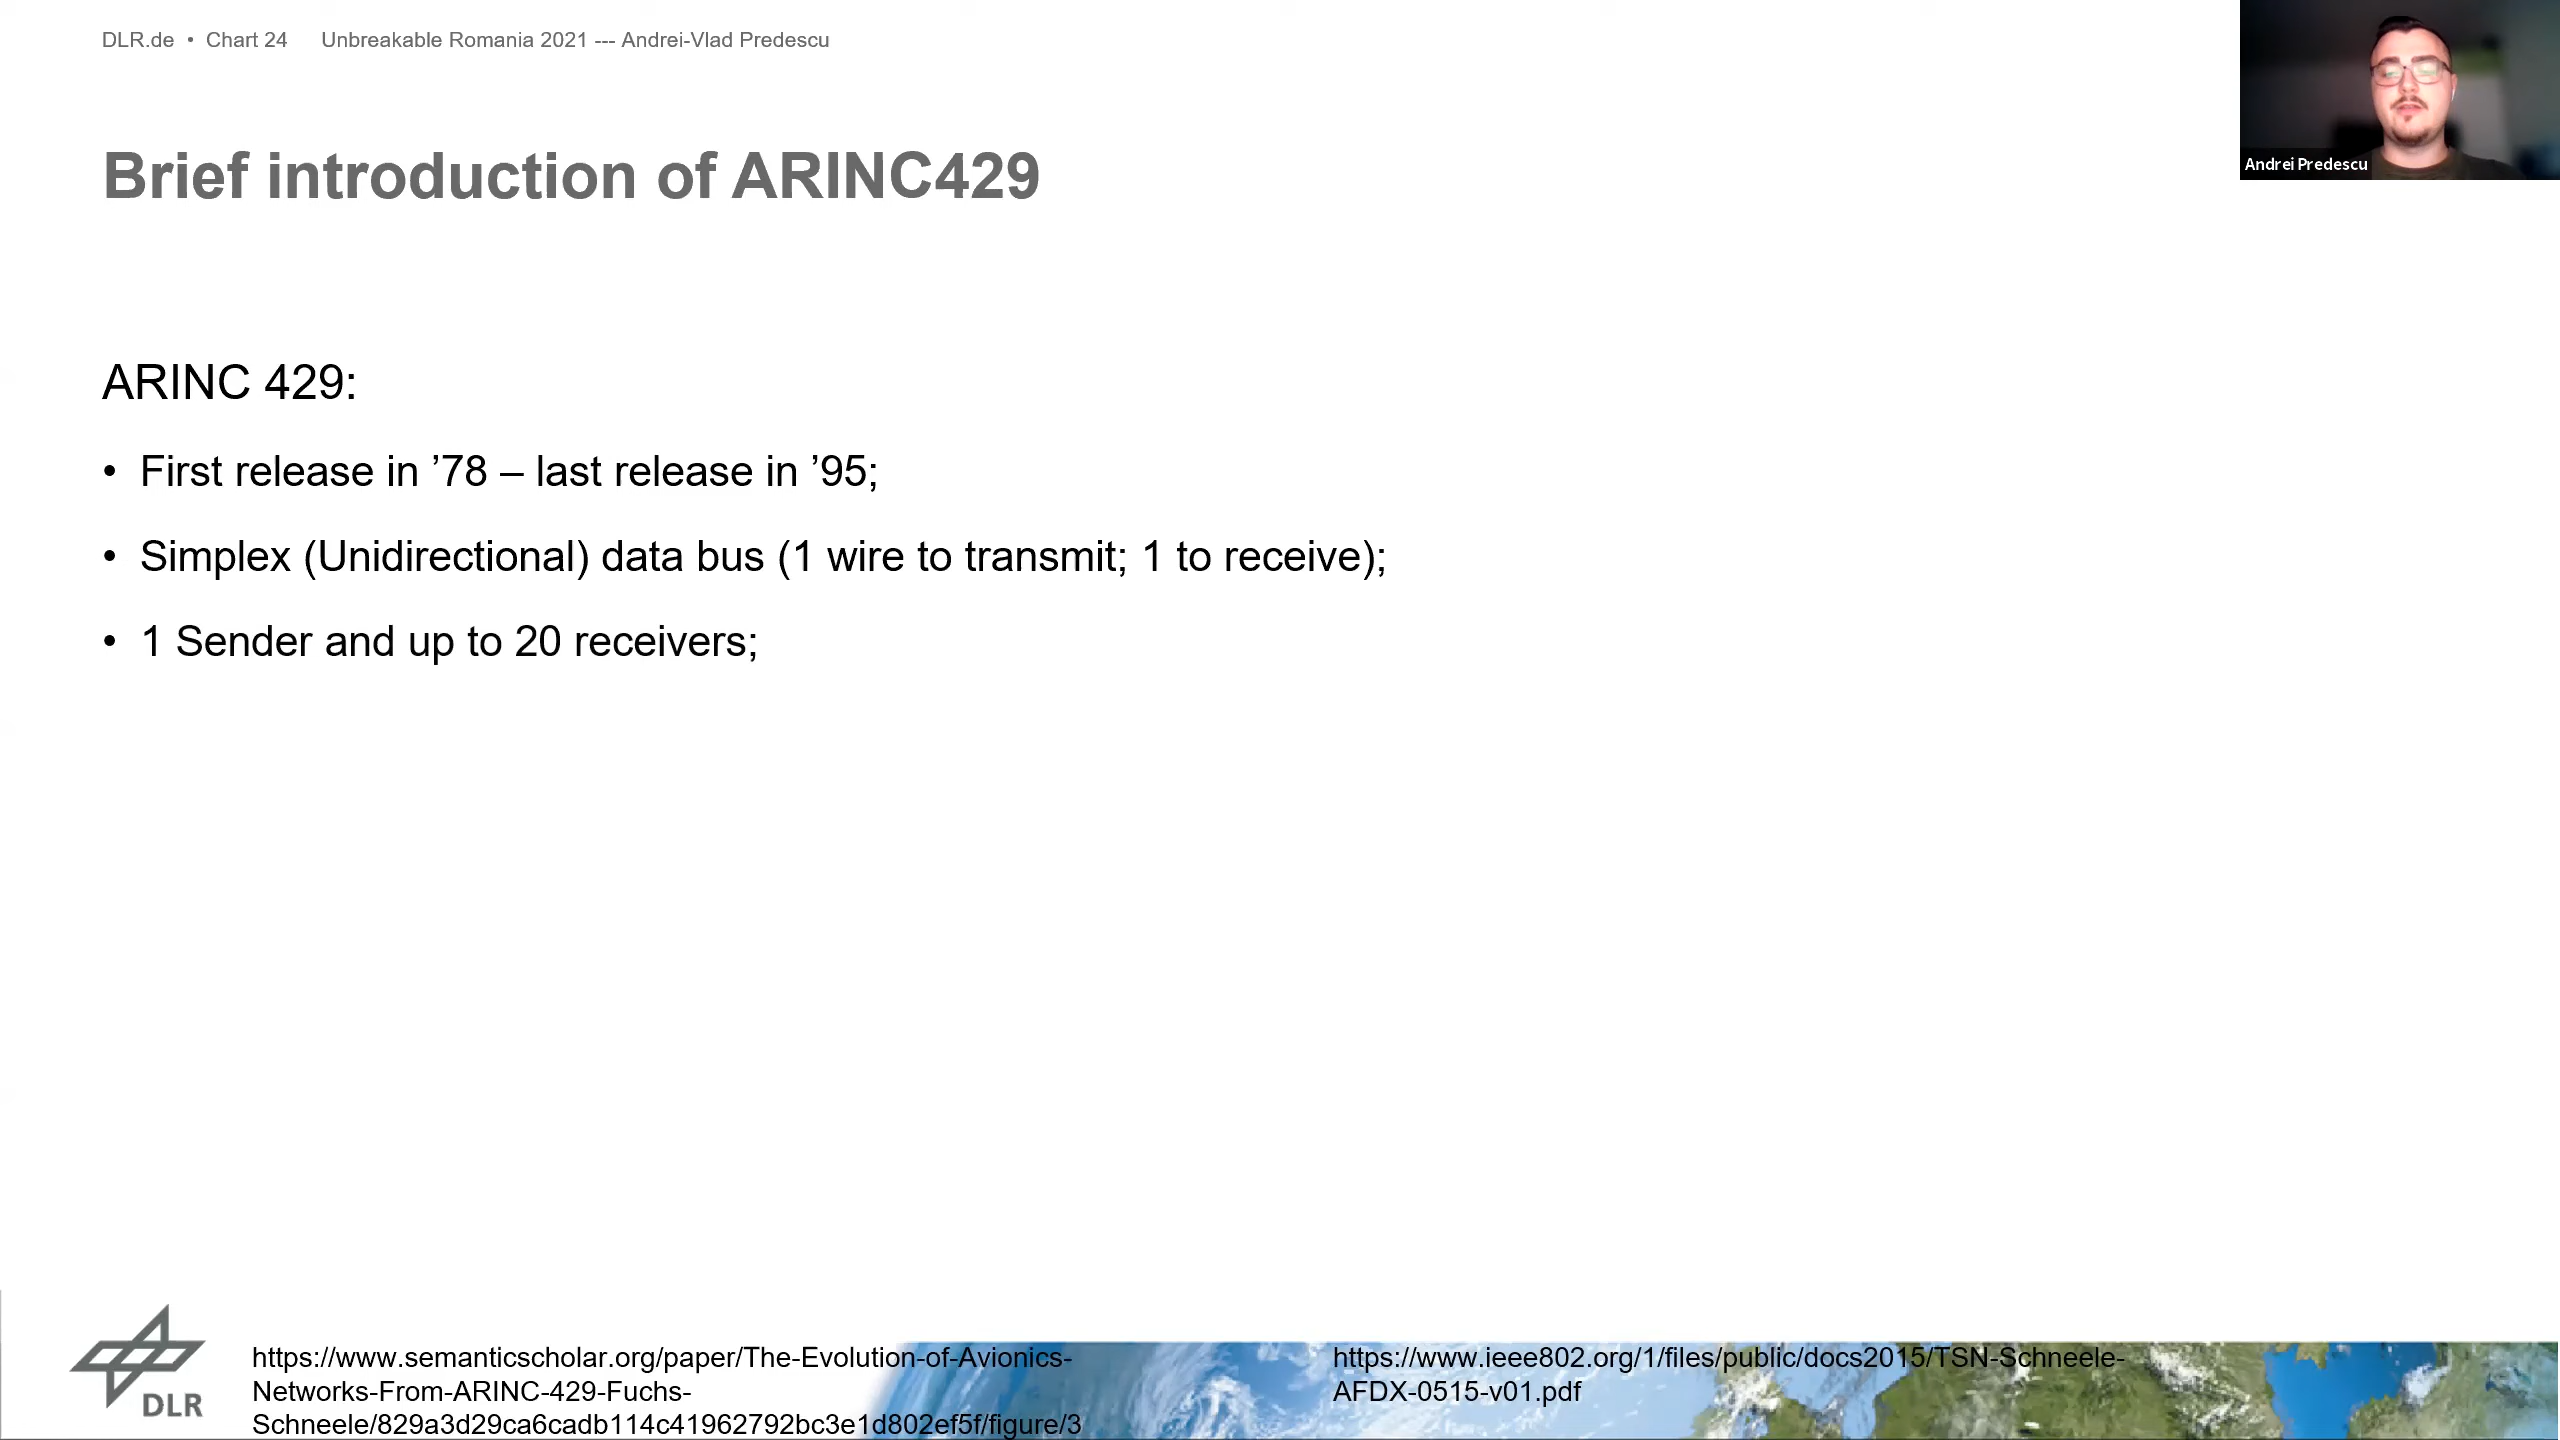 DLR.de • Chart 24 Unbreakable Romania 2021 --- Andrei-Vlad Predescu
Andrei Predescu
Brief introduction of ARINC429
ARINC 429:
• First release in ’78 – last release in ’95;
• Simplex (Unidirectional) data bus (1 wire to transmit; 1 to receive);
• 1 Sender and up to 20 receivers;
DLR
https://www.semanticscholar.org/paper/The-Evolution-of-Avionics-
Networks-From-ARINC-429-Fuchs-
Schneele/829a3d29ca6cadb114c41962792bc3e1d802ef5f/figure/3
https://www.ieee802.org/1/files/public/docs2015/TSN-Schneele-
AFDX-0515-v01.pdf